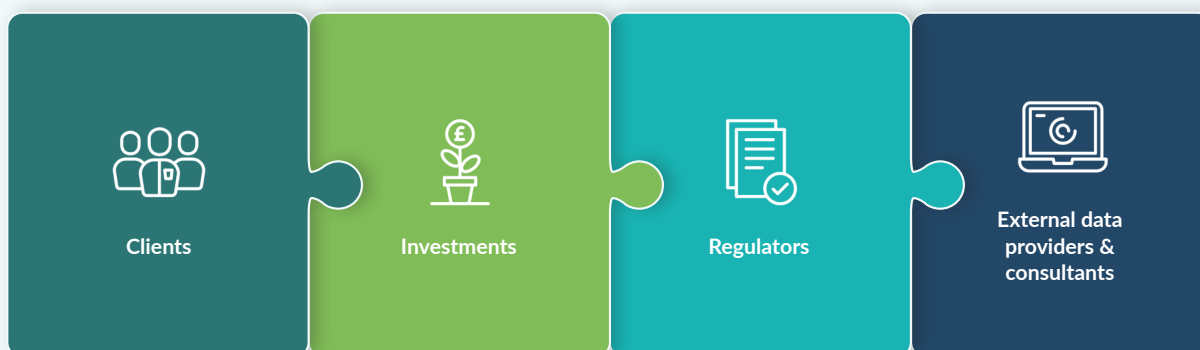 £
Clients
Investments
Regulators
External data
providers &
consultants